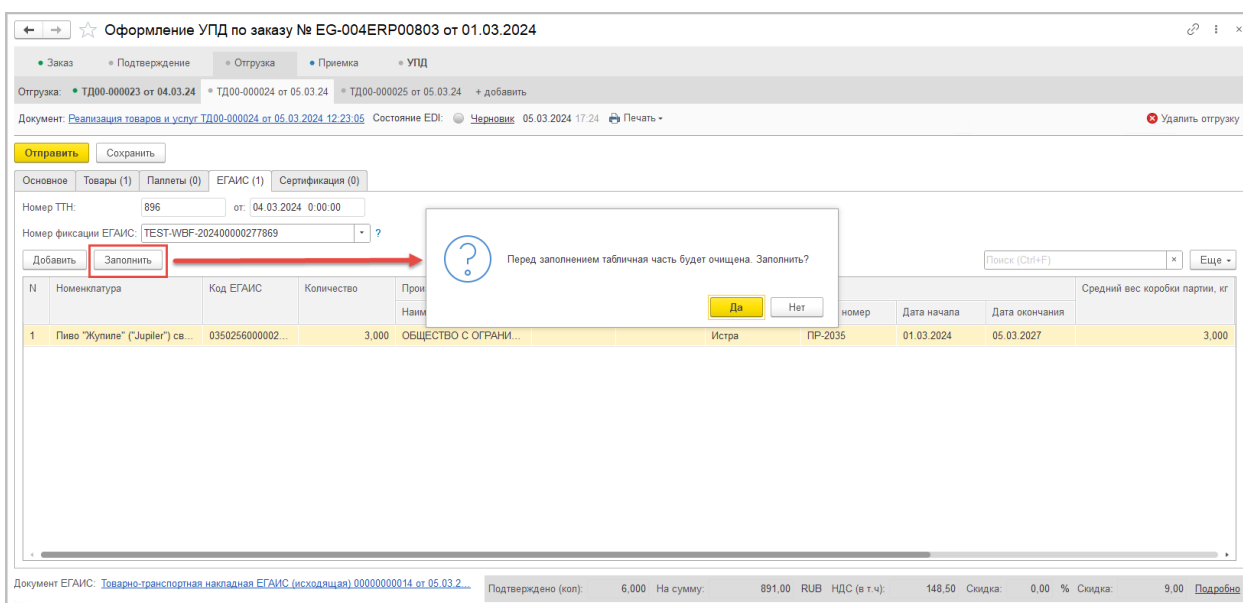 Оформление УПД по заказу № EG-004ERP00803 от 01.03.2024
Заказ Подтверждение Отгрузка Приемка УПД
Отгрузка: ТД00-000023 от 04.03.24 ТД00-000024 от 05.03.24 ТД00-000025 от 05.03.24 + добавить
Документ: Реализация товаров и услуг ТД00-000024 от 05.03.2024 12:23:05 Состояние EDI: Черновик 05.03.2024 17:24 Печать Удалить отгрузку
Отправить Сохранить
Основное Товары (1) Паллеты (0) ЕГАИС (1) Сертификация (0)
Номер ТТН: 896 от: 04.03.2024 0:00:00
Номер фиксации ЕГАИС: TEST-WBF-202400000277869 ?
Перед заполнением табличная часть будет очищена. Заполнить?
Да Нет
Добавить Заполнить Поиск (Ctrl+F) × Еще
N Номенклатура Код ЕГАИС Количество Прои Средний вес коробки партии, кг
Наим номер Дата начала Дата окончания
1 Пиво "Жупиле" ("Jupiler") св... 0350256000002... 3,000 ОБЩЕСТВО С ОГРАНИ... Истра ПР-2035 01.03.2024 05.03.2027 3,000
Документ ЕГАИС: Товарно-транспортная накладная ЕГАИС (исходящая) 00000000014 от 05.03.2... Подтверждено (кол): 6,000 На сумму: 891,00 RUB НДС (в т.ч): 148,50 Скидка: 0,00 % Скидка: 9,00 Подробно